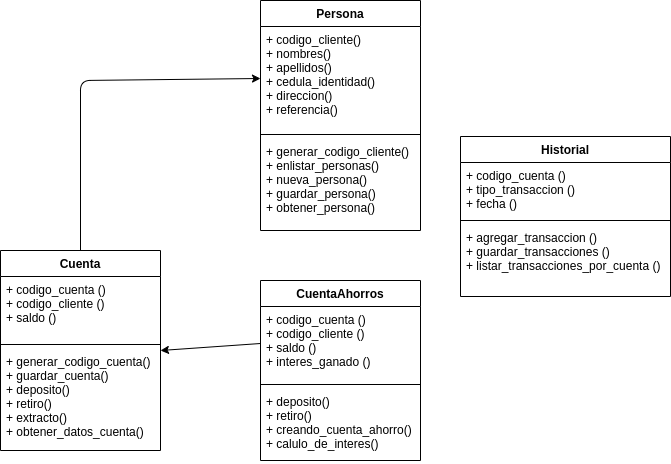 Persona
+ codigo_cliente()
+ nombres()
+ apellidos()
+ cedula_identidad()
+ direccion()
+ referencia()
+ generar_codigo_cliente()
+ enlistar_personas()
+ nueva_persona()
+ guardar_persona()
+ obtener_persona()
Historial
+ codigo_cuenta ()
+ tipo_transaccion ()
+ fecha ()
+ agregar_transaccion ()
+ guardar_transacciones ()
+ listar_transacciones_por_cuenta ()
Cuenta
+ codigo_cuenta ()
+ codigo_cliente ()
+ saldo ()
+ generar_codigo_cuenta()
+ guardar_cuenta()
+ deposito()
+ retiro()
+ extracto()
+ obtener_datos_cuenta()
CuentaAhorros
+ codigo_cuenta ()
+ codigo_cliente ()
+ saldo ()
+ interes_ganado ()
+ deposito()
+ retiro()
+ creando_cuenta_ahorro()
+ calulo_de_interes()